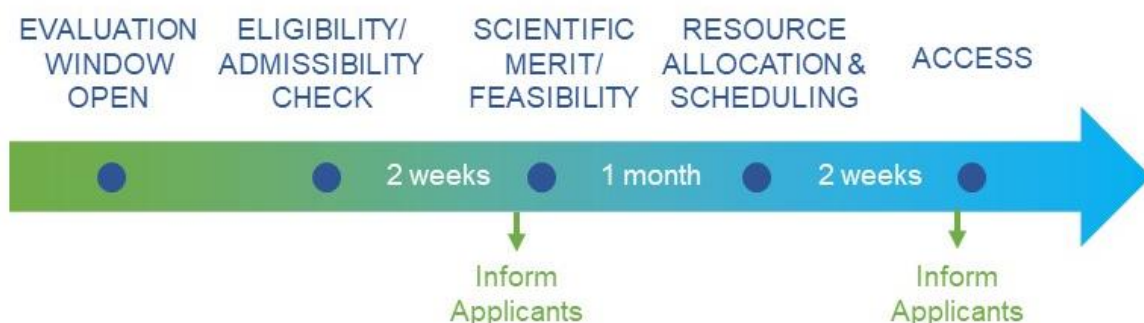 EVALUATION
WINDOW
OPEN
ELIGIBILITY/
ADMISSIBILITY
CHECK
SCIENTIFIC
MERIT/
FEASIBILITY
RESOURCE
ALLOCATION &
SCHEDULING
ACCESS
2 weeks
1 month
2 weeks
Inform
Applicants
Inform
Applicants